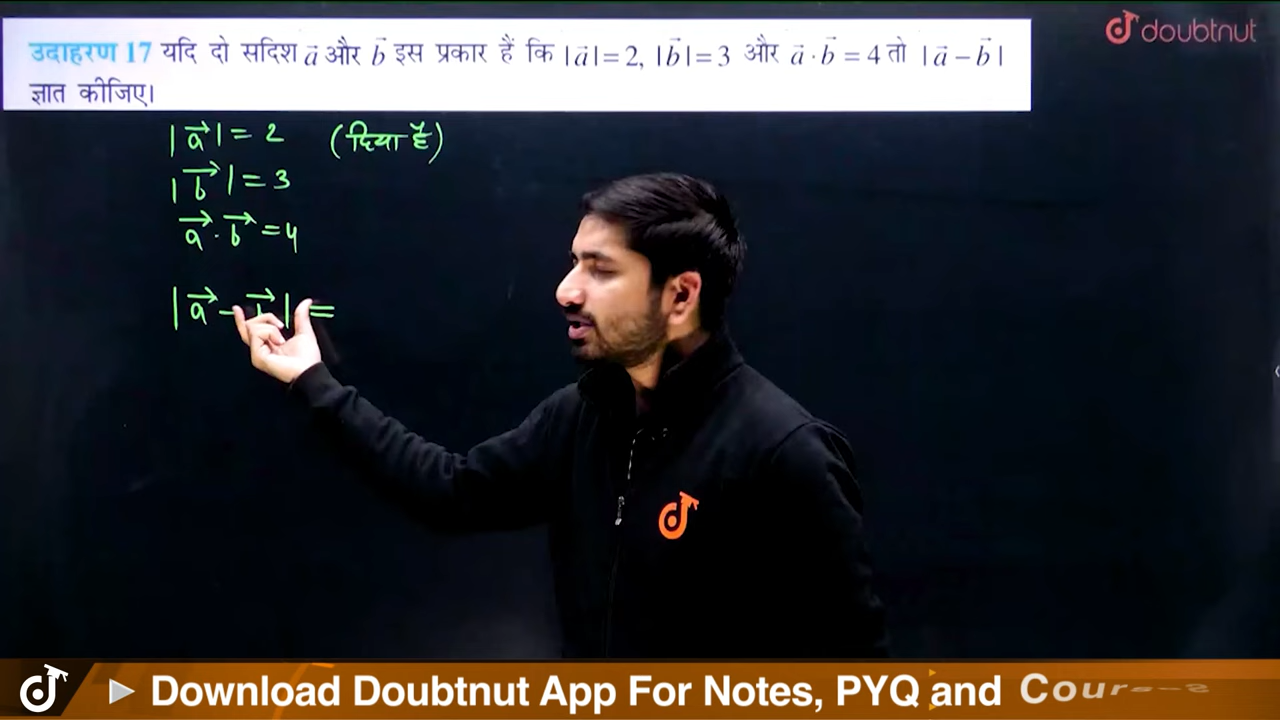 उदाहरण 17 यदि दो सदिश a⃗ और b⃗ इस प्रकार हैं कि |a⃗|=2, |b⃗|=3 और a⃗·b⃗=4 तो |a⃗−b⃗|
ज्ञात कीजिए।
doubtnut
|a⃗|=2 (दिया है)
|b⃗|=3
a⃗·b⃗=4
|a⃗−b⃗|=
Download Doubtnut App For Notes, PYQ and